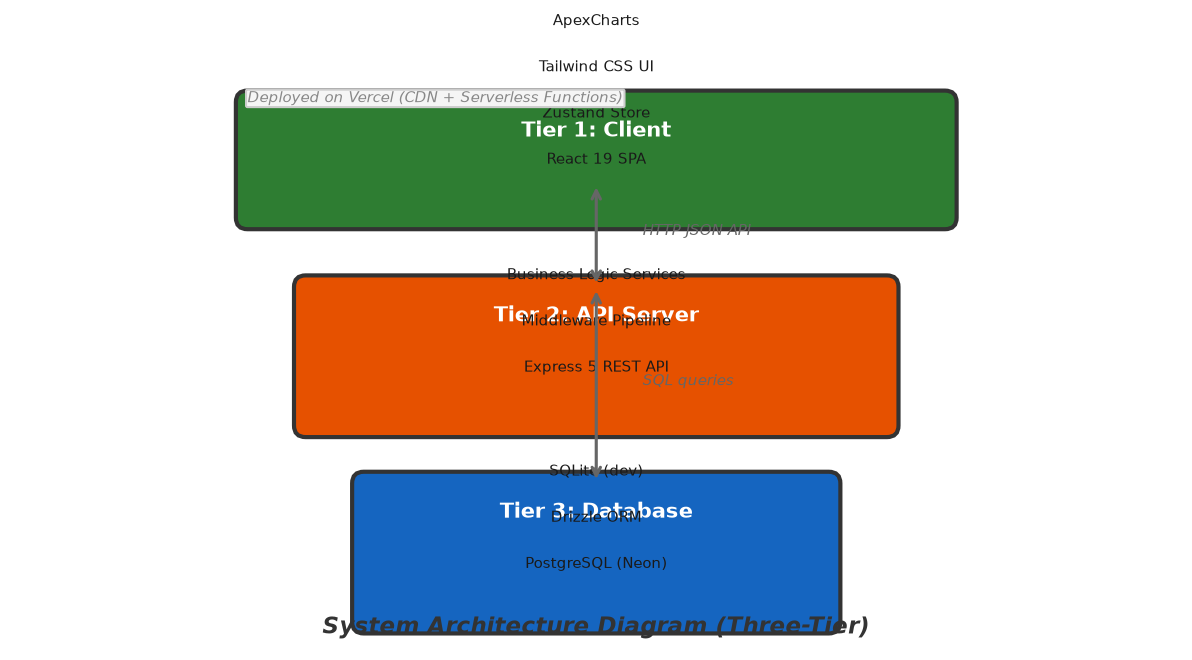 ApexCharts
Tailwind CSS UI
Deployed on Vercel (CDN + Serverless Functions)
Zustand Store
Tier 1: Client
React 19 SPA
HTTP JSON API
Business Logic Services
Tier 2: API Server
Middleware Pipeline
Express 5 REST API
SQL queries
SQLite (dev)
Tier 3: Database
Drizzle ORM
PostgreSQL (Neon)
System Architecture Diagram (Three-Tier)